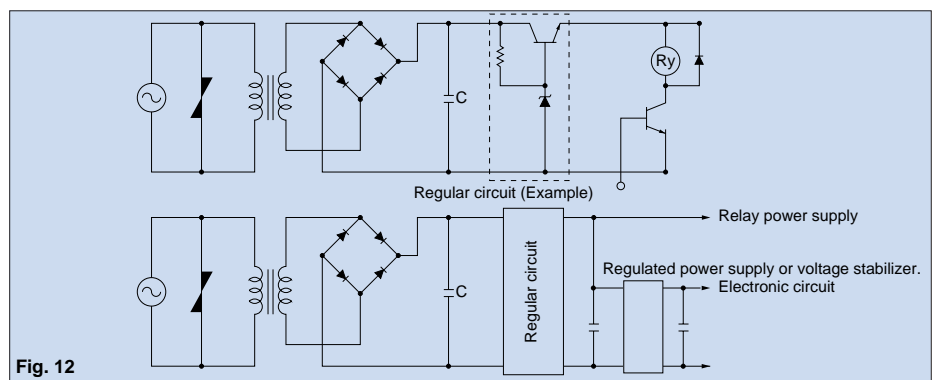 C
Ry
Regular circuit (Example)
C
Regular circuit
Relay power supply
Regulated power supply or voltage stabilizer.
Electronic circuit
Fig. 12